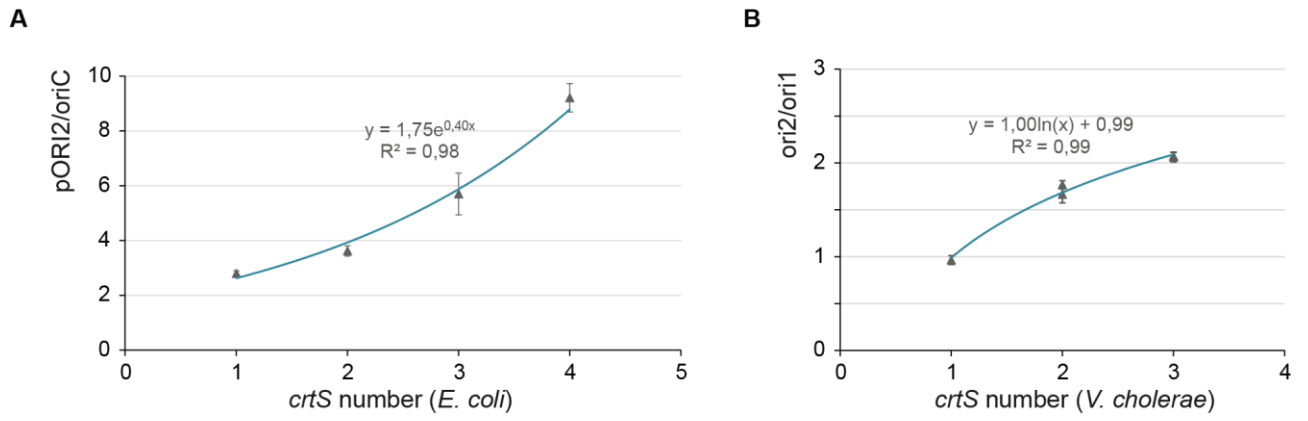 A
pORI2/oriC
10
8
6
4
2
0
y = 1,75e^0,40x
R² = 0,98
0 1 2 3 4 5
crtS number (E. coli)
B
ori2/ori1
3
2
1
0
y = 1,00ln(x) + 0,99
R² = 0,99
0 1 2 3 4
crtS number (V. cholerae)